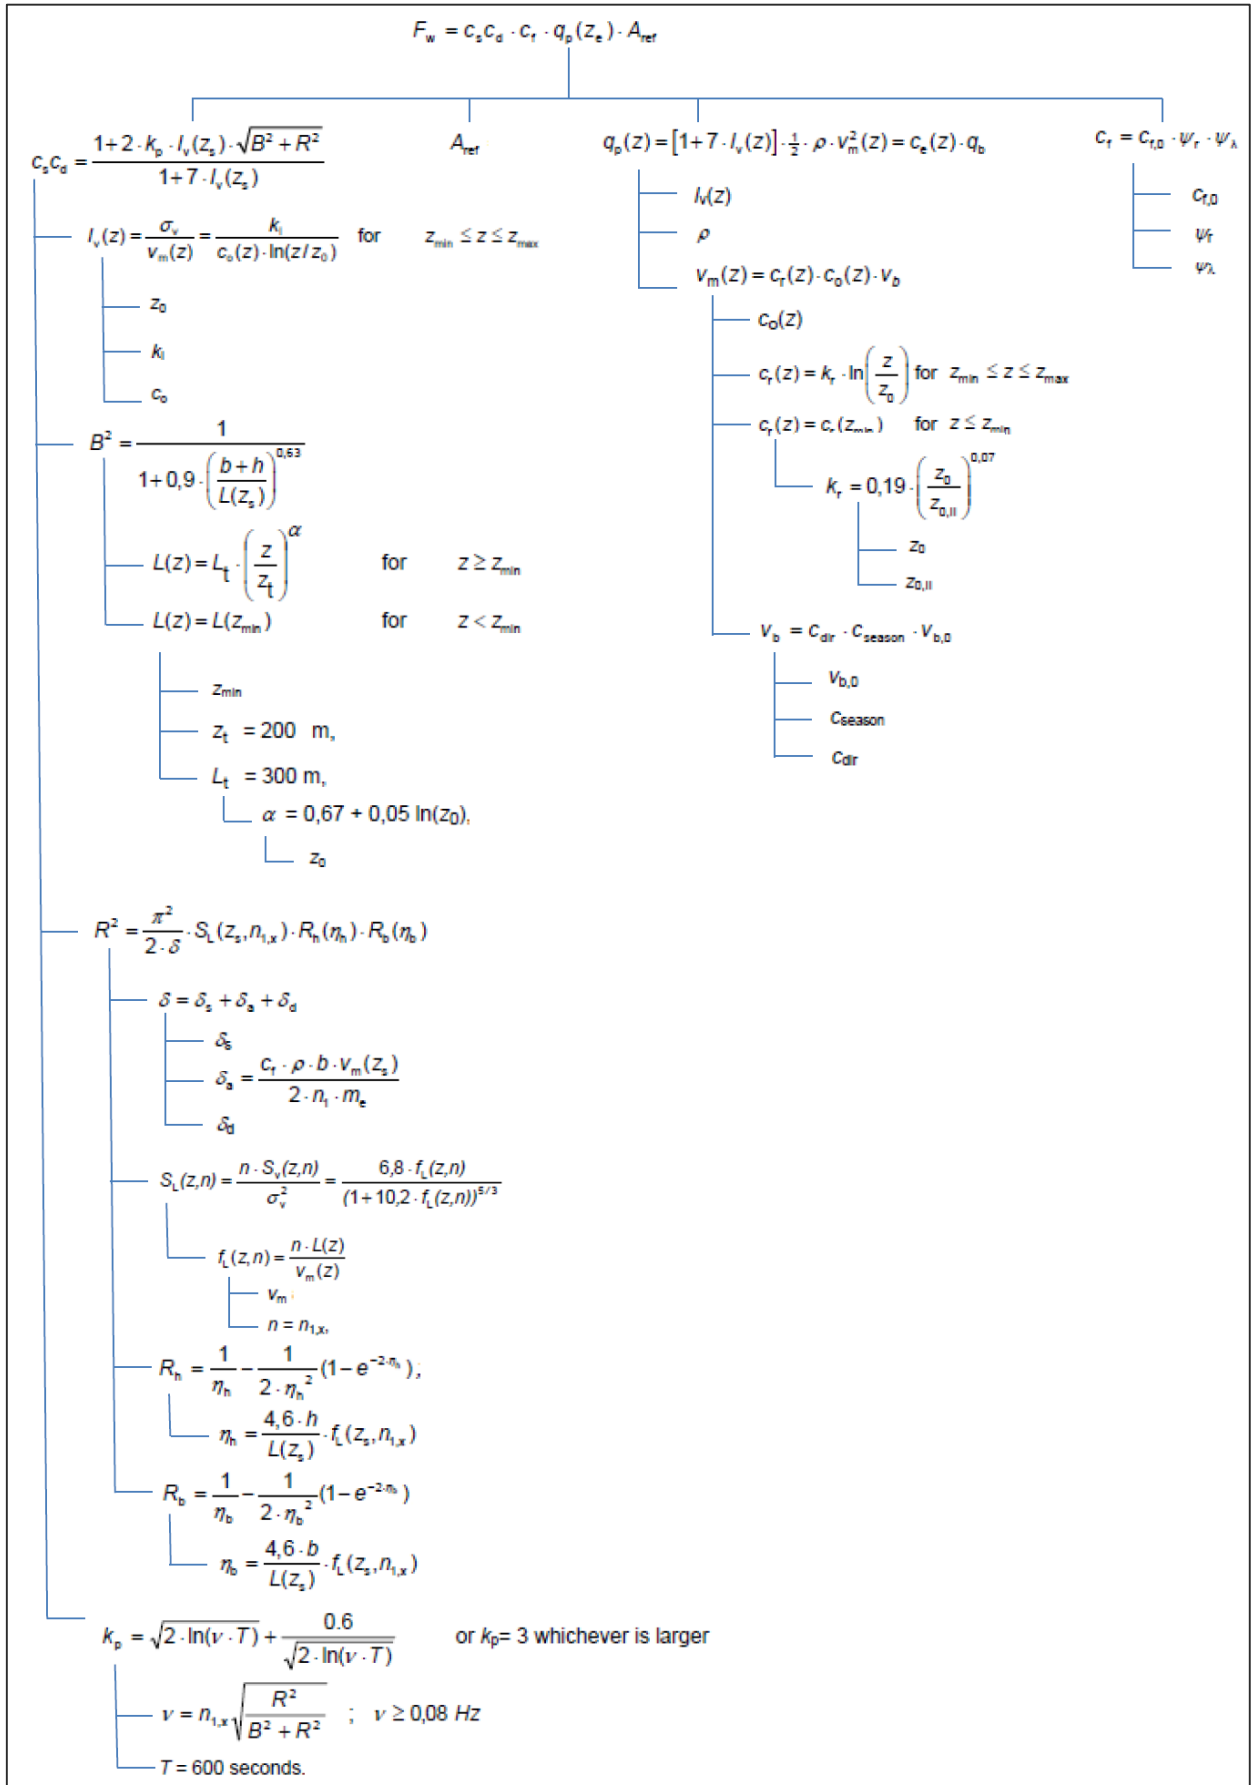 F_w = c_s c_d · c_f · q_p(z_e) · A_ref
c_s c_d = (1 + 2 · k_p · I_v(z_s) · √(B² + R²)) / (1 + 7 · I_v(z_s))
I_v(z) = σ_v / v_m(z) = k_I / (c_o(z) · ln(z/z_0)) for z_min ≤ z ≤ z_max
z_0
k_I
c_o
B² = 1 / (1 + 0,9 · ((b + h) / L(z_s))^0,63)
L(z) = L_t · (z / z_t)^α for z ≥ z_min
L(z) = L(z_min) for z < z_min
z_min
z_t = 200 m,
L_t = 300 m,
α = 0,67 + 0,05 ln(z_0),
z_0
R² = π² / (2 · δ) · S_L(z_s, n_1,x) · R_h(η_h) · R_b(η_b)
δ = δ_s + δ_a + δ_d
δ_s
δ_a = (c_f · ρ · b · v_m(z_s)) / (2 · n_1 · m_e)
δ_d
S_L(z,n) = n · S_v(z,n) / σ_v² = 6,8 · f_L(z,n) / (1 + 10,2 · f_L(z,n))^5/3
f_L(z,n) = n · L(z) / v_m(z)
v_m
n = n_1,x,
R_h = 1 / η_h − 1 / (2 · η_h²) (1 − e^(−2·η_h));
η_h = (4,6 · h) / L(z_s) · f_L(z_s, n_1,x)
R_b = 1 / η_b − 1 / (2 · η_b²) (1 − e^(−2·η_b))
η_b = (4,6 · b) / L(z_s) · f_L(z_s, n_1,x)
k_p = √(2 · ln(ν · T)) + 0.6 / √(2 · ln(ν · T)) or k_p= 3 whichever is larger
ν = n_1,x √(R² / (B² + R²)) ; ν ≥ 0,08 Hz
T = 600 seconds.
A_ref
q_p(z) = [1 + 7 · I_v(z)] · ½ · ρ · v_m²(z) = c_e(z) · q_b
I_v(z)
ρ
v_m(z) = c_r(z) · c_o(z) · v_b
c_o(z)
c_r(z) = k_r · ln(z / z_0) for z_min ≤ z ≤ z_max
c_r(z) = c_r(z_min) for z ≤ z_min
k_r = 0,19 · (z_0 / z_0,II)^0,07
z_0
z_0,II
v_b = c_dir · c_season · v_b,0
v_b,0
c_season
c_dir
c_f = c_f,0 · ψ_r · ψ_λ
c_f,0
ψ_r
ψ_λ